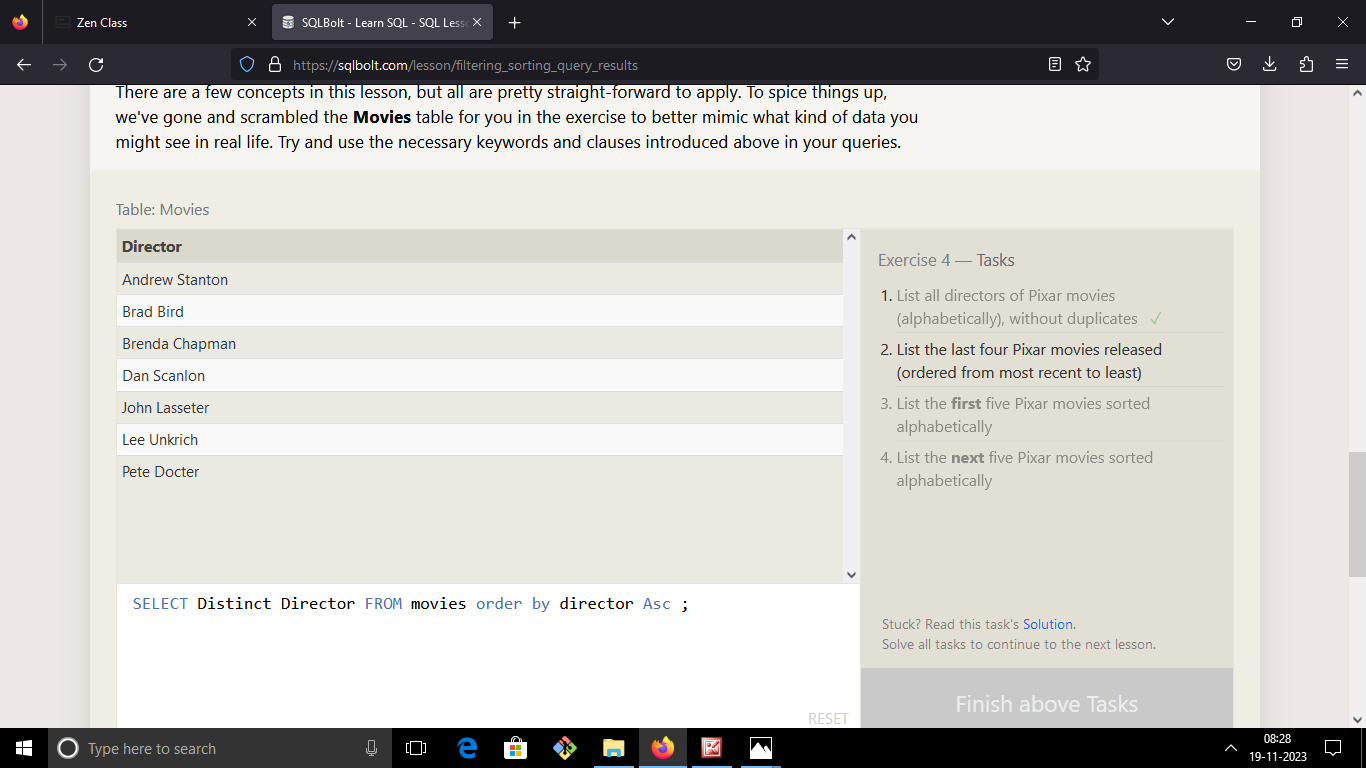 Zen Class
SQLBolt - Learn SQL - SQL Less
https://sqlbolt.com/lesson/filtering_sorting_query_results
There are a few concepts in this lesson, but all are pretty straight-forward to apply. To spice things up,
we've gone and scrambled the Movies table for you in the exercise to better mimic what kind of data you
might see in real life. Try and use the necessary keywords and clauses introduced above in your queries.
Table: Movies
Director
Andrew Stanton
Brad Bird
Brenda Chapman
Dan Scanlon
John Lasseter
Lee Unkrich
Pete Docter
SELECT Distinct Director FROM movies order by director Asc ;
RESET
Exercise 4 — Tasks
1. List all directors of Pixar movies
(alphabetically), without duplicates ✓
2. List the last four Pixar movies released
(ordered from most recent to least)
3. List the first five Pixar movies sorted
alphabetically
4. List the next five Pixar movies sorted
alphabetically
Stuck? Read this task's Solution.
Solve all tasks to continue to the next lesson.
Finish above Tasks
Type here to search
08:28
19-11-2023